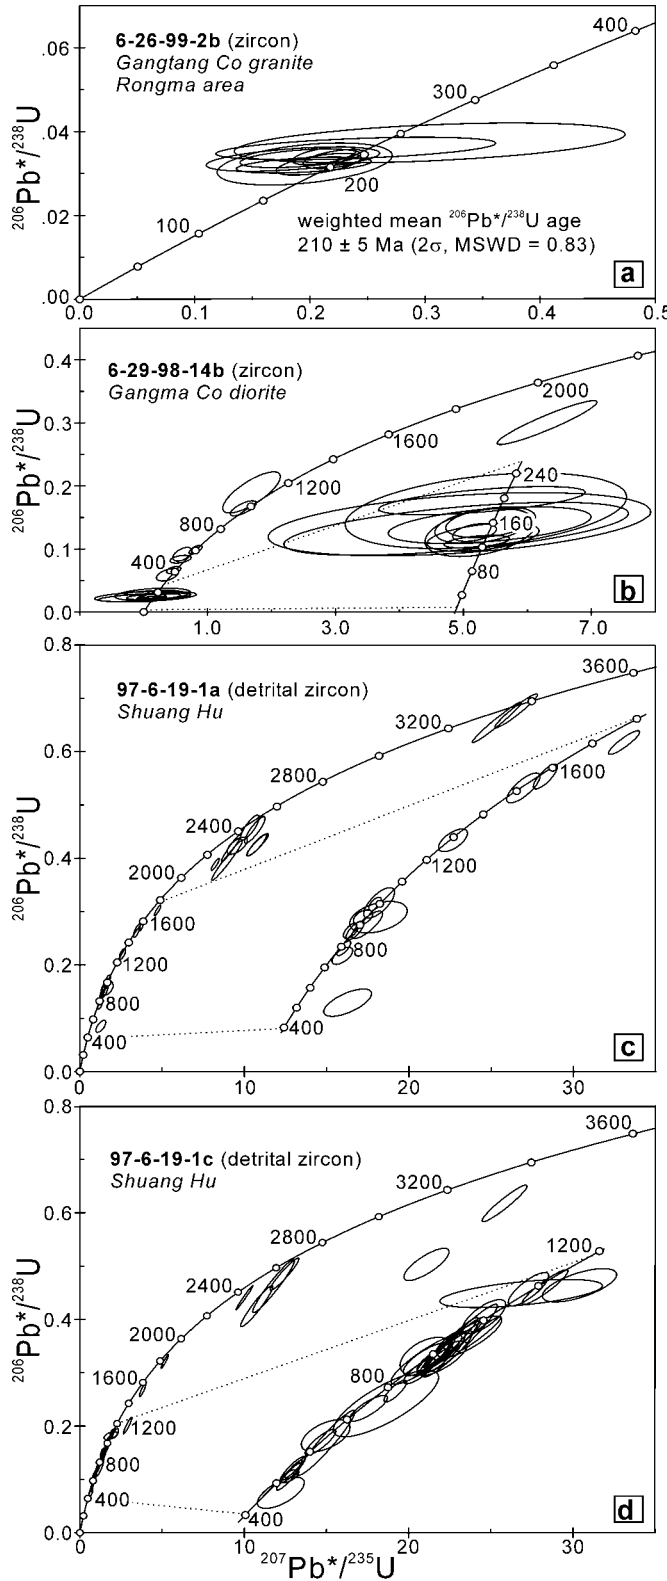 6-26-99-2b (zircon)
Gangtang Co granite
Rongma area
400
300
200
100
weighted mean ²⁰⁶Pb*/²³⁸U age
210 ± 5 Ma (2σ, MSWD = 0.83)
a
²⁰⁶Pb*/²³⁸U
.06
.04
.02
.00
0.0 0.1 0.2 0.3 0.4 0.5
6-29-98-14b (zircon)
Gangma Co diorite
2000
1600
1200
800
400
240
160
80
b
²⁰⁶Pb*/²³⁸U
0.4
0.3
0.2
0.1
0.0
1.0 3.0 5.0 7.0
97-6-19-1a (detrital zircon)
Shuang Hu
3600
3200
2800
2400
2000
1600
1200
800
400
1600
1200
800
400
c
²⁰⁶Pb*/²³⁸U
0.8
0.6
0.4
0.2
0.0
0 10 20 30
97-6-19-1c (detrital zircon)
Shuang Hu
3600
3200
2800
2400
2000
1600
1200
800
400
1200
800
400
d
²⁰⁶Pb*/²³⁸U
0.8
0.6
0.4
0.2
0.0
0 10 20 30
²⁰⁷Pb*/²³⁵U